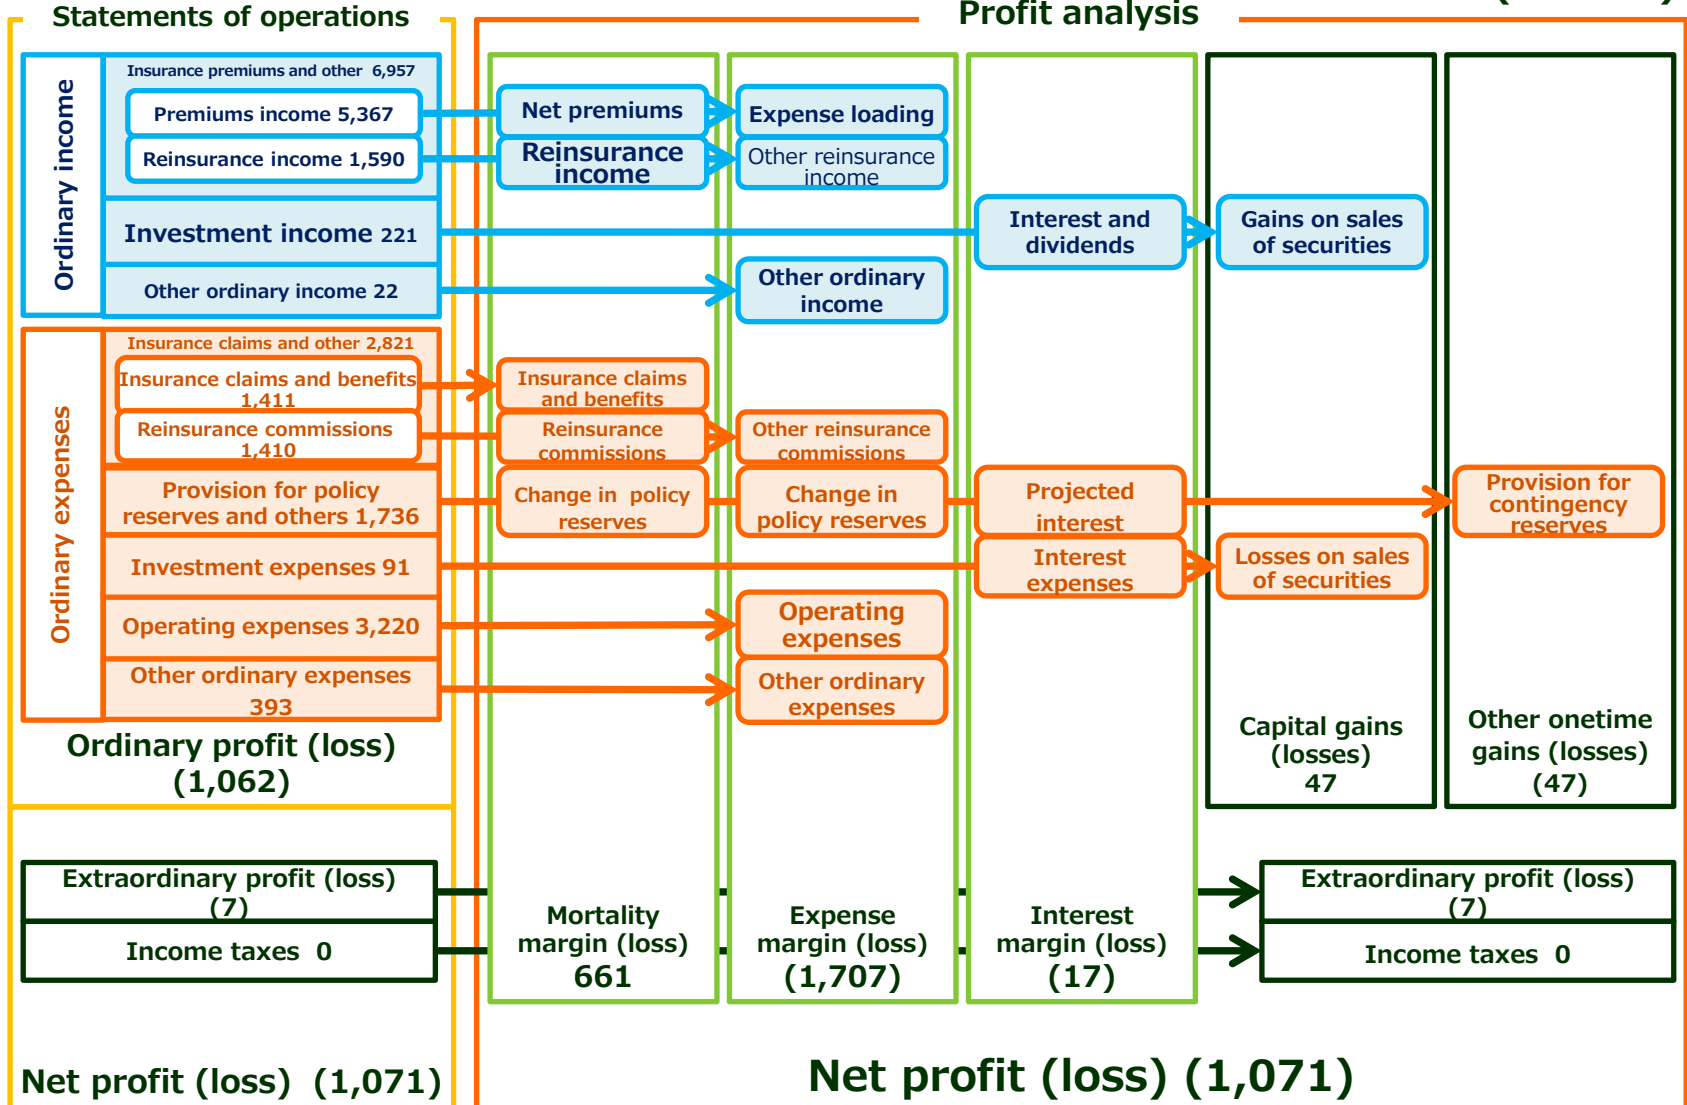 Statements of operations
Profit analysis
Ordinary income
Insurance premiums and other 6,957
Premiums income 5,367
Reinsurance income 1,590
Investment income 221
Other ordinary income 22
Net premiums
Expense loading
Reinsurance
income
Other reinsurance
income
Interest and
dividends
Gains on sales
of securities
Other ordinary
income
Ordinary expenses
Insurance claims and other 2,821
Insurance claims and benefits
1,411
Reinsurance commissions
1,410
Provision for policy
reserves and others 1,736
Investment expenses 91
Operating expenses 3,220
Other ordinary expenses
393
Insurance claims
and benefits
Reinsurance
commissions
Other reinsurance
commissions
Change in policy
reserves
Change in
policy reserves
Projected
interest
Provision for
contingency
reserves
Interest
expenses
Losses on sales
of securities
Operating
expenses
Other ordinary
expenses
Ordinary profit (loss)
(1,062)
Capital gains
(losses)
47
Other onetime
gains (losses)
(47)
Extraordinary profit (loss)
(7)
Income taxes 0
Mortality
margin (loss)
661
Expense
margin (loss)
(1,707)
Interest
margin (loss)
(17)
Extraordinary profit (loss)
(7)
Income taxes 0
Net profit (loss) (1,071)
Net profit (loss) (1,071)